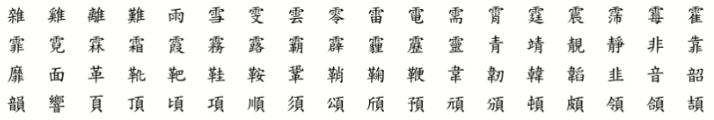 雜 雞 離 難 雨 雪 雯 雲 零 雷 電 需 霄 霆 震 霈 霉 霍
霏 霓 霖 霜 霞 霧 露 霸 霹 霾 靂 靈 青 靖 靚 靜 非 靠
靡 面 革 靴 靶 鞋 鞍 鞏 鞘 鞠 鞭 韋 韌 韓 韜 韭 音 韶
韻 響 頁 頂 頃 項 順 須 頌 頎 預 頑 頒 頓 頗 領 頜 頡